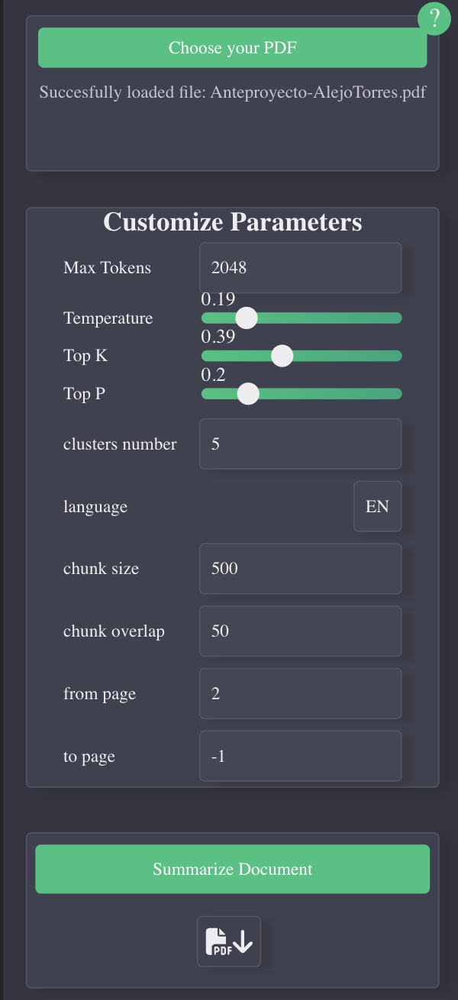 ?
Choose your PDF
Succesfully loaded file: Anteproyecto-AlejoTorres.pdf
Customize Parameters
Max Tokens 2048
0.19
Temperature
0.39
Top K
0.2
Top P
clusters number 5
language EN
chunk size 500
chunk overlap 50
from page 2
to page -1
Summarize Document
PDF